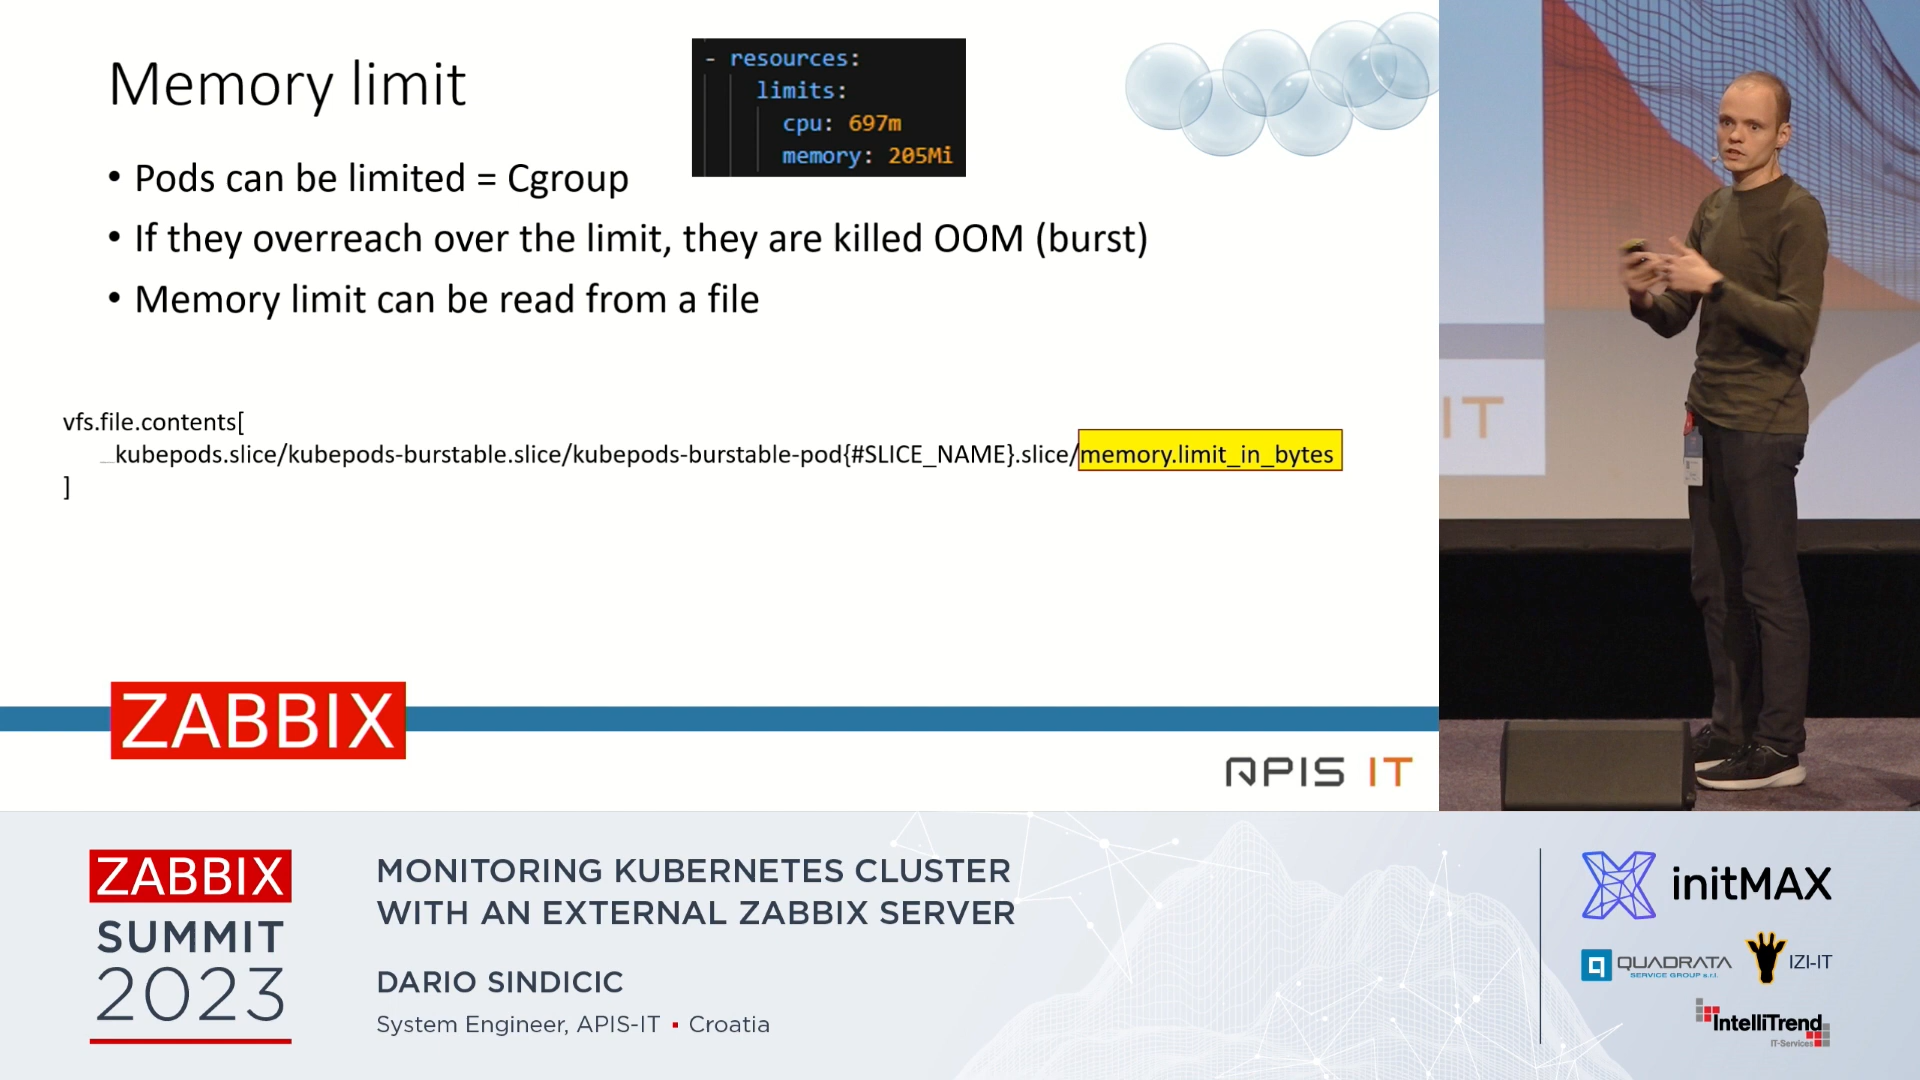 Memory limit
- resources:
limits:
cpu: 697m
memory: 205Mi
• Pods can be limited = Cgroup
• If they overreach over the limit, they are killed OOM (burst)
• Memory limit can be read from a file
vfs.file.contents[
kubepods.slice/kubepods-burstable.slice/kubepods-burstable-pod{#SLICE_NAME}.slice/memory.limit_in_bytes
]
ZABBIX
APIS IT
IT
ZABBIX
SUMMIT
2023
MONITORING KUBERNETES CLUSTER
WITH AN EXTERNAL ZABBIX SERVER
DARIO SINDICIC
System Engineer, APIS-IT ▪ Croatia
initMAX
QUADRATA
SERVICE GROUP s.r.l.
IZI-IT
IntelliTrend
IT-Services